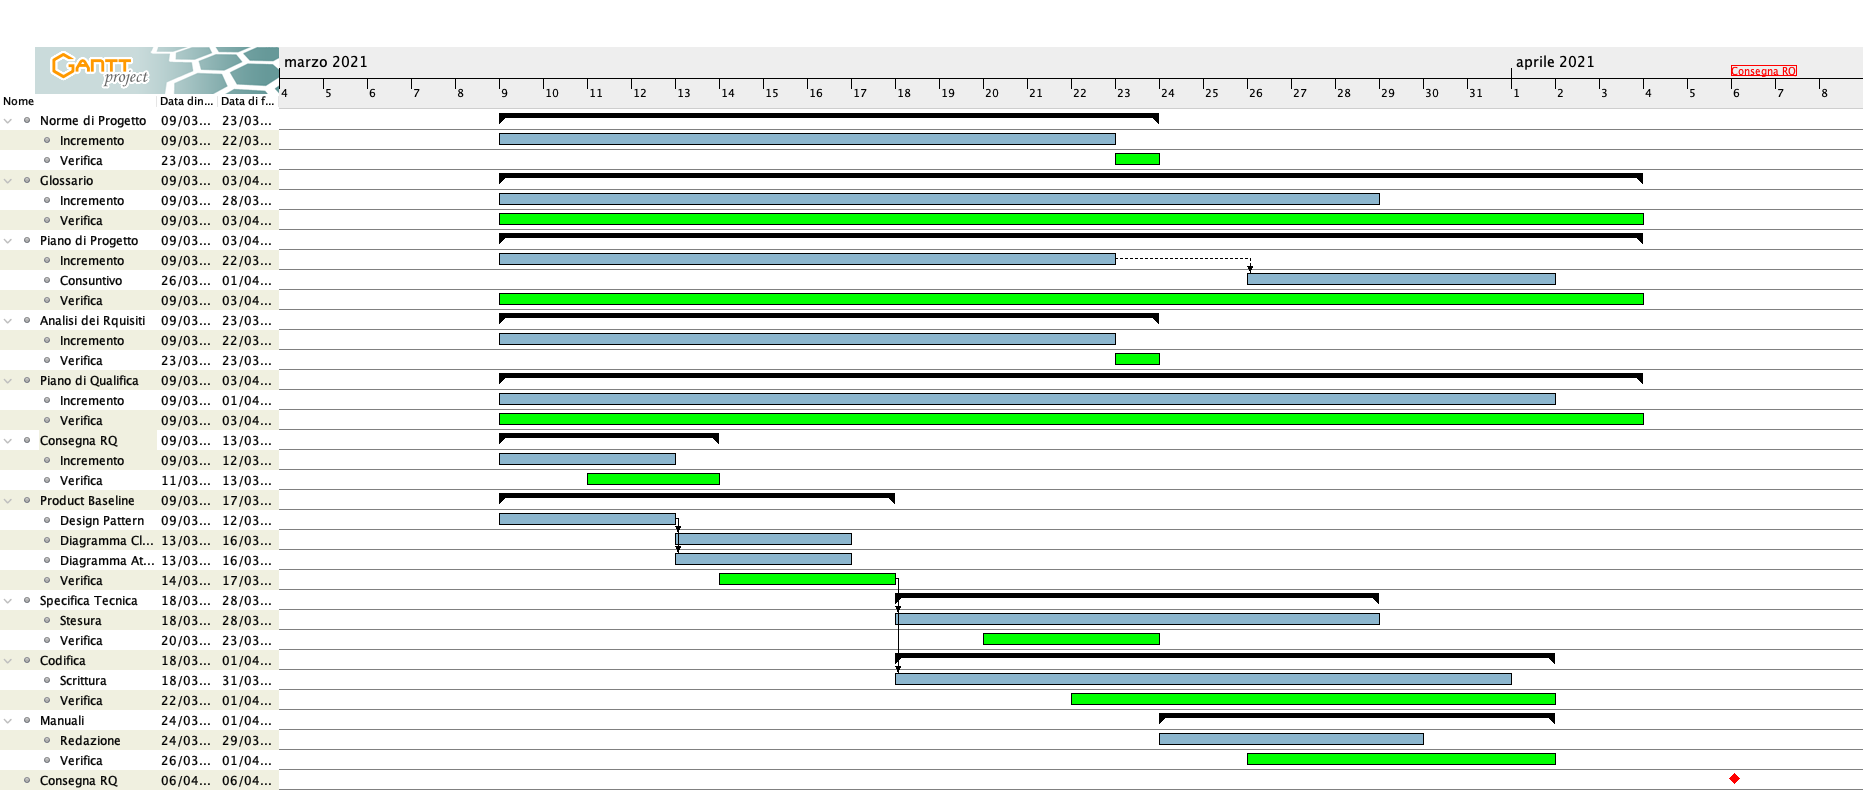 GANTT
project
marzo 2021
aprile 2021
Consegna RQ
4 5 6 7 8 9 10 11 12 13 14 15 16 17 18 19 20 21 22 23 24 25 26 27 28 29 30 31 1 2 3 4 5 6 7 8
Nome Data d'in... Data di f...
Norme di Progetto 09/03... 23/03...
Incremento 09/03... 22/03...
Verifica 23/03... 23/03...
Glossario 09/03... 03/04...
Incremento 09/03... 28/03...
Verifica 09/03... 03/04...
Piano di Progetto 09/03... 03/04...
Incremento 09/03... 22/03...
Consuntivo 26/03... 01/04...
Verifica 09/03... 03/04...
Analisi dei Rquisiti 09/03... 23/03...
Incremento 09/03... 22/03...
Verifica 23/03... 23/03...
Piano di Qualifica 09/03... 03/04...
Incremento 09/03... 01/04...
Verifica 09/03... 03/04...
Consegna RQ 09/03... 13/03...
Incremento 09/03... 12/03...
Verifica 11/03... 13/03...
Product Baseline 09/03... 17/03...
Design Pattern 09/03... 12/03...
Diagramma Cl... 13/03... 16/03...
Diagramma At... 13/03... 16/03...
Verifica 14/03... 17/03...
Specifica Tecnica 18/03... 28/03...
Stesura 18/03... 28/03...
Verifica 20/03... 23/03...
Codifica 18/03... 01/04...
Scrittura 18/03... 31/03...
Verifica 22/03... 01/04...
Manuali 24/03... 01/04...
Redazione 24/03... 29/03...
Verifica 26/03... 01/04...
Consegna RQ 06/04... 06/04...